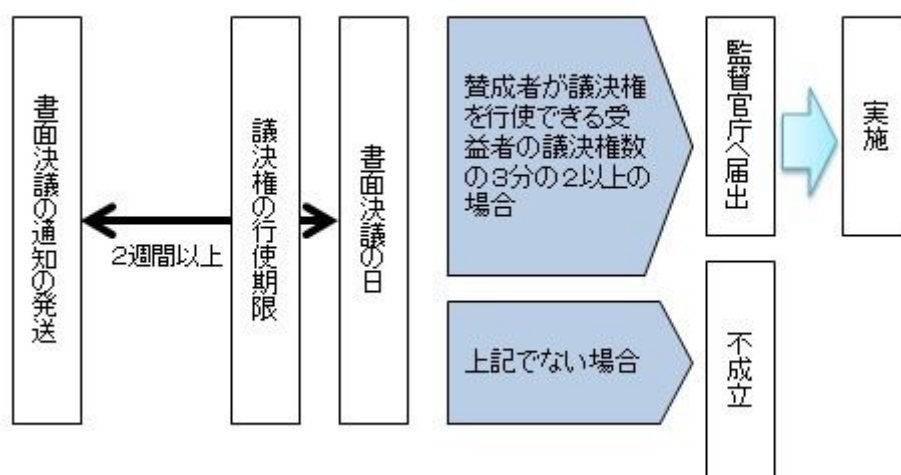 書面決議の通知の発送
2週間以上
議決権の行使期限
書面決議の日
賛成者が議決権
を行使できる受
益者の議決権数
の3分の2以上の
場合
監督官庁へ届出
実施
上記でない場合
不成立